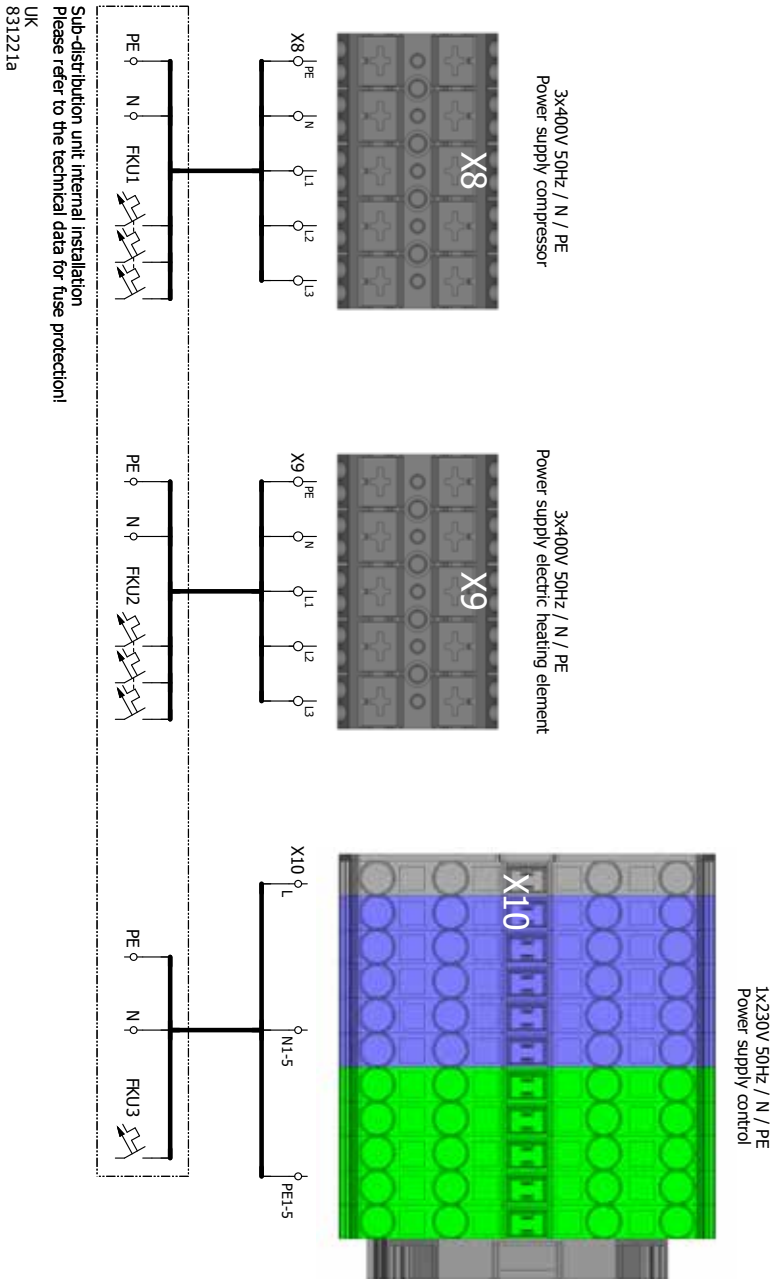 3x400V 50Hz / N / PE
Power supply compressor
X8
X8
PE
N
L1
L2
L3
PE
N
FKU1
3x400V 50Hz / N / PE
Power supply electric heating element
X9
X9
PE
N
L1
L2
L3
PE
N
FKU2
1x230V 50Hz / N / PE
Power supply control
X10
X10
L
N1-5
PE1-5
PE
N
FKU3
Sub-distribution unit internal installation
Please refer to the technical data for fuse protection!
UK
831221a